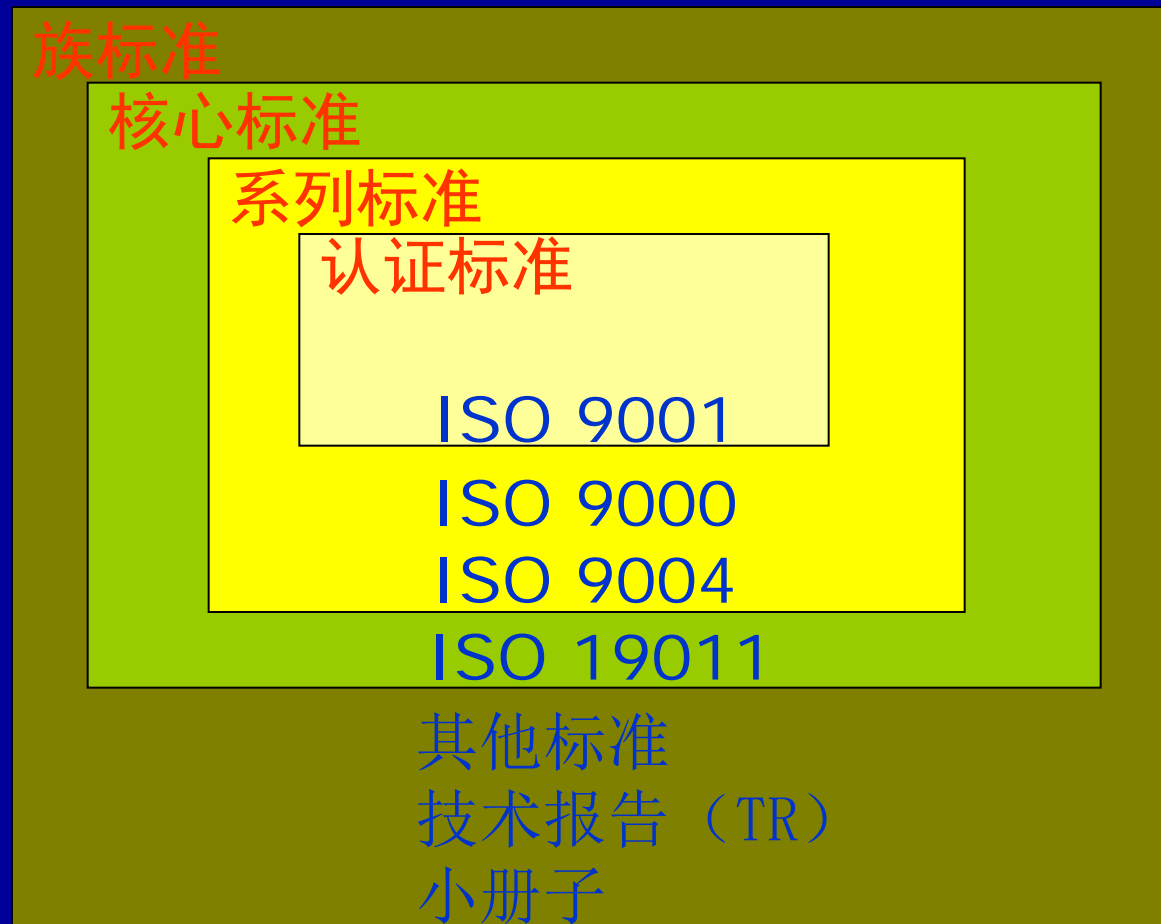 族标准
核心标准
系列标准
认证标准
ISO 9001
ISO 9000
ISO 9004
ISO 19011
其他标准
技术报告（TR）
小册子